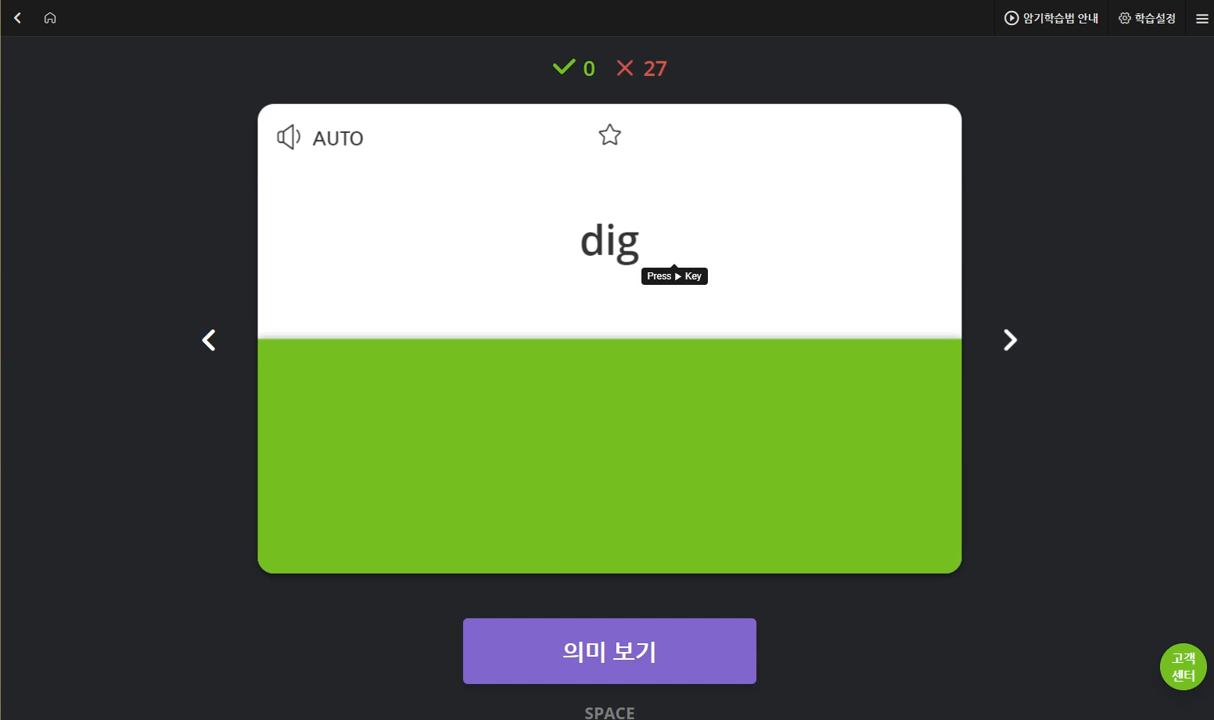 암기학습법 안내 학습설정
0 27
AUTO
dig
Press ▶ Key
의미 보기
고객
센터
SPACE